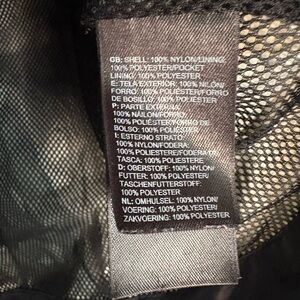 GB: SHELL: 100% NYLON/LINING:
100% POLYESTER/POCKET
LINING: 100% POLYESTER
E: TELA EXTERIOR: 100% NILÓN/
FORRO: 100% POLIÉSTER/FORRO
DE BOLSILLO: 100% POLIÉSTER
P: PARTE EXTERNA:
100% NÁILON/FORRO:
100% POLIÉSTER/FORRO DE
BOLSO: 100% POLIÉSTER
I: ESTERNO STRATO:
100% NYLON/FODERA:
100% POLIESTERE/FODERA DE
TASCA: 100% POLIESTERE
D: OBERSTOFF: 100% NYLON/
FUTTER: 100% POLYESTER/
TASCHENFUTTERSTOFF:
100% POLYESTER
NL: OMHULSEL: 100% NYLON/
VOERING: 100% POLYESTER/
ZAKVOERING: 100% POLYESTER